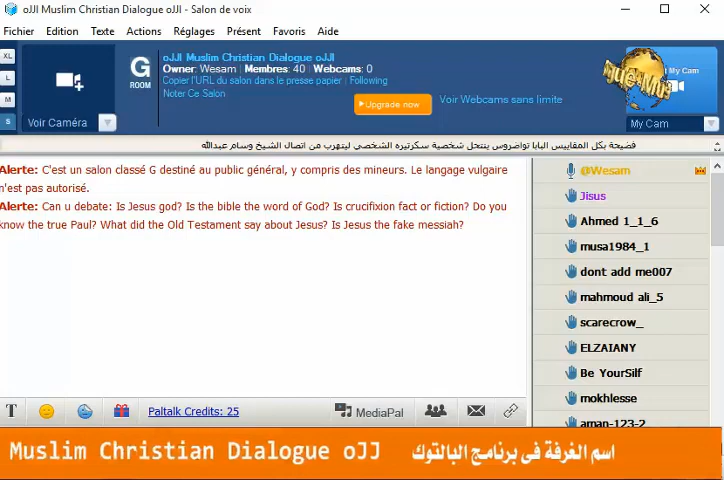 oJJI Muslim Christian Dialogue oJJI - Salon de voix
Fichier Edition Texte Actions Réglages Présent Favoris Aide
XL
L
M
S
Voir Caméra
G
ROOM
oJJI Muslim Christian Dialogue oJJI
Owner: Wesam | Membres: 40 | Webcams: 0
Copier l'URL du salon dans le presse papier | Following
Noter Ce Salon
Upgrade now
Voir Webcams sans limite
My Cam
My Cam
فضيحة بكل المقاييس البابا تواضروس ينتحل شخصية سكرتيره الشخصي ليتهرب من اتصال الشيخ وسام عبدالله
Alerte: C'est un salon classé G destiné au public général, y compris des mineurs. Le langage vulgaire
n'est pas autorisé.
Alerte: Can u debate: Is Jesus god? Is the bible the word of God? Is crucifixion fact or fiction? Do you
know the true Paul? What did the Old Testament say about Jesus? Is Jesus the fake messiah?
@Wesam
Jisus
Ahmed 1_1_6
musa1984_1
dont add me007
mahmoud ali_5
scarecrow_
ELZAIANY
Be YourSilf
mokhlesse
aman-123-2
T
Paltalk Credits: 25
MediaPal
Muslim Christian Dialogue oJJ
اسم الغرفة فى برنامج البالتوك